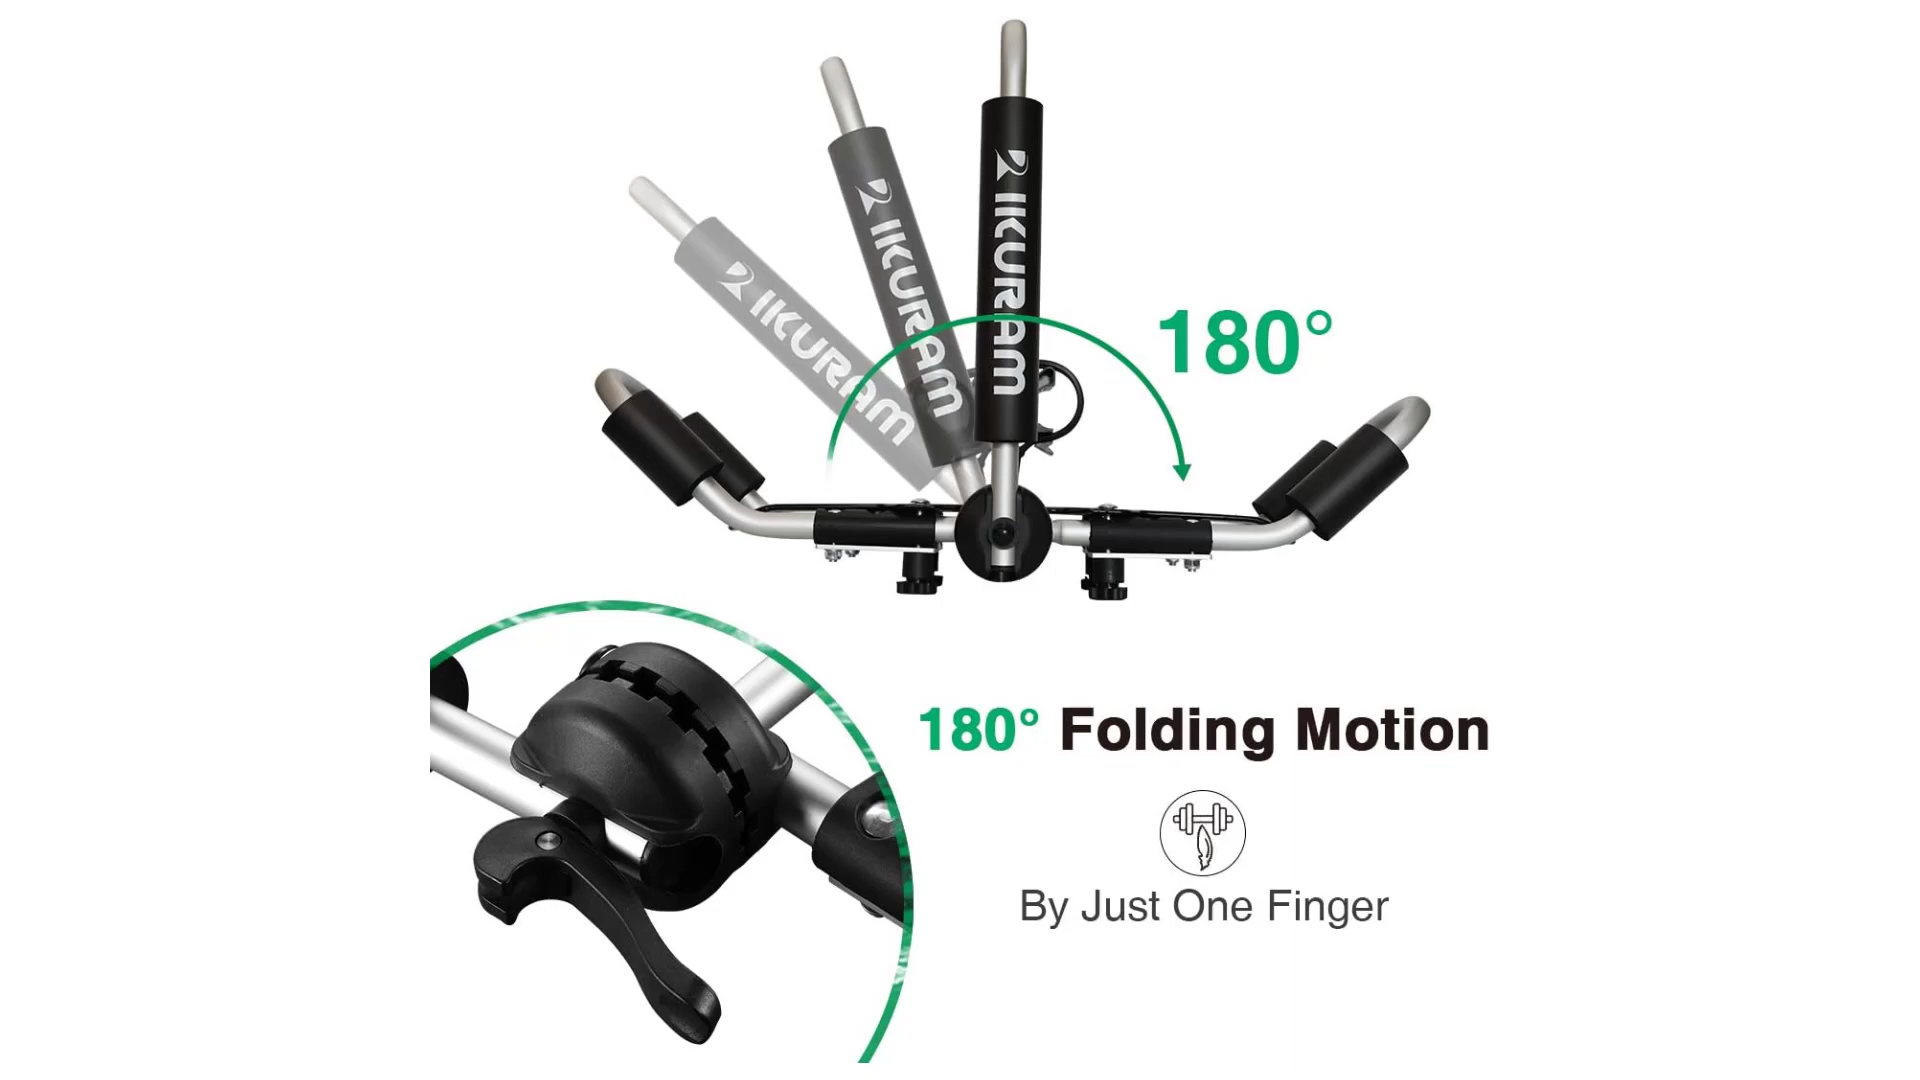 IKURAM
IKURAM
IKURAM
180°
180° Folding Motion
By Just One Finger